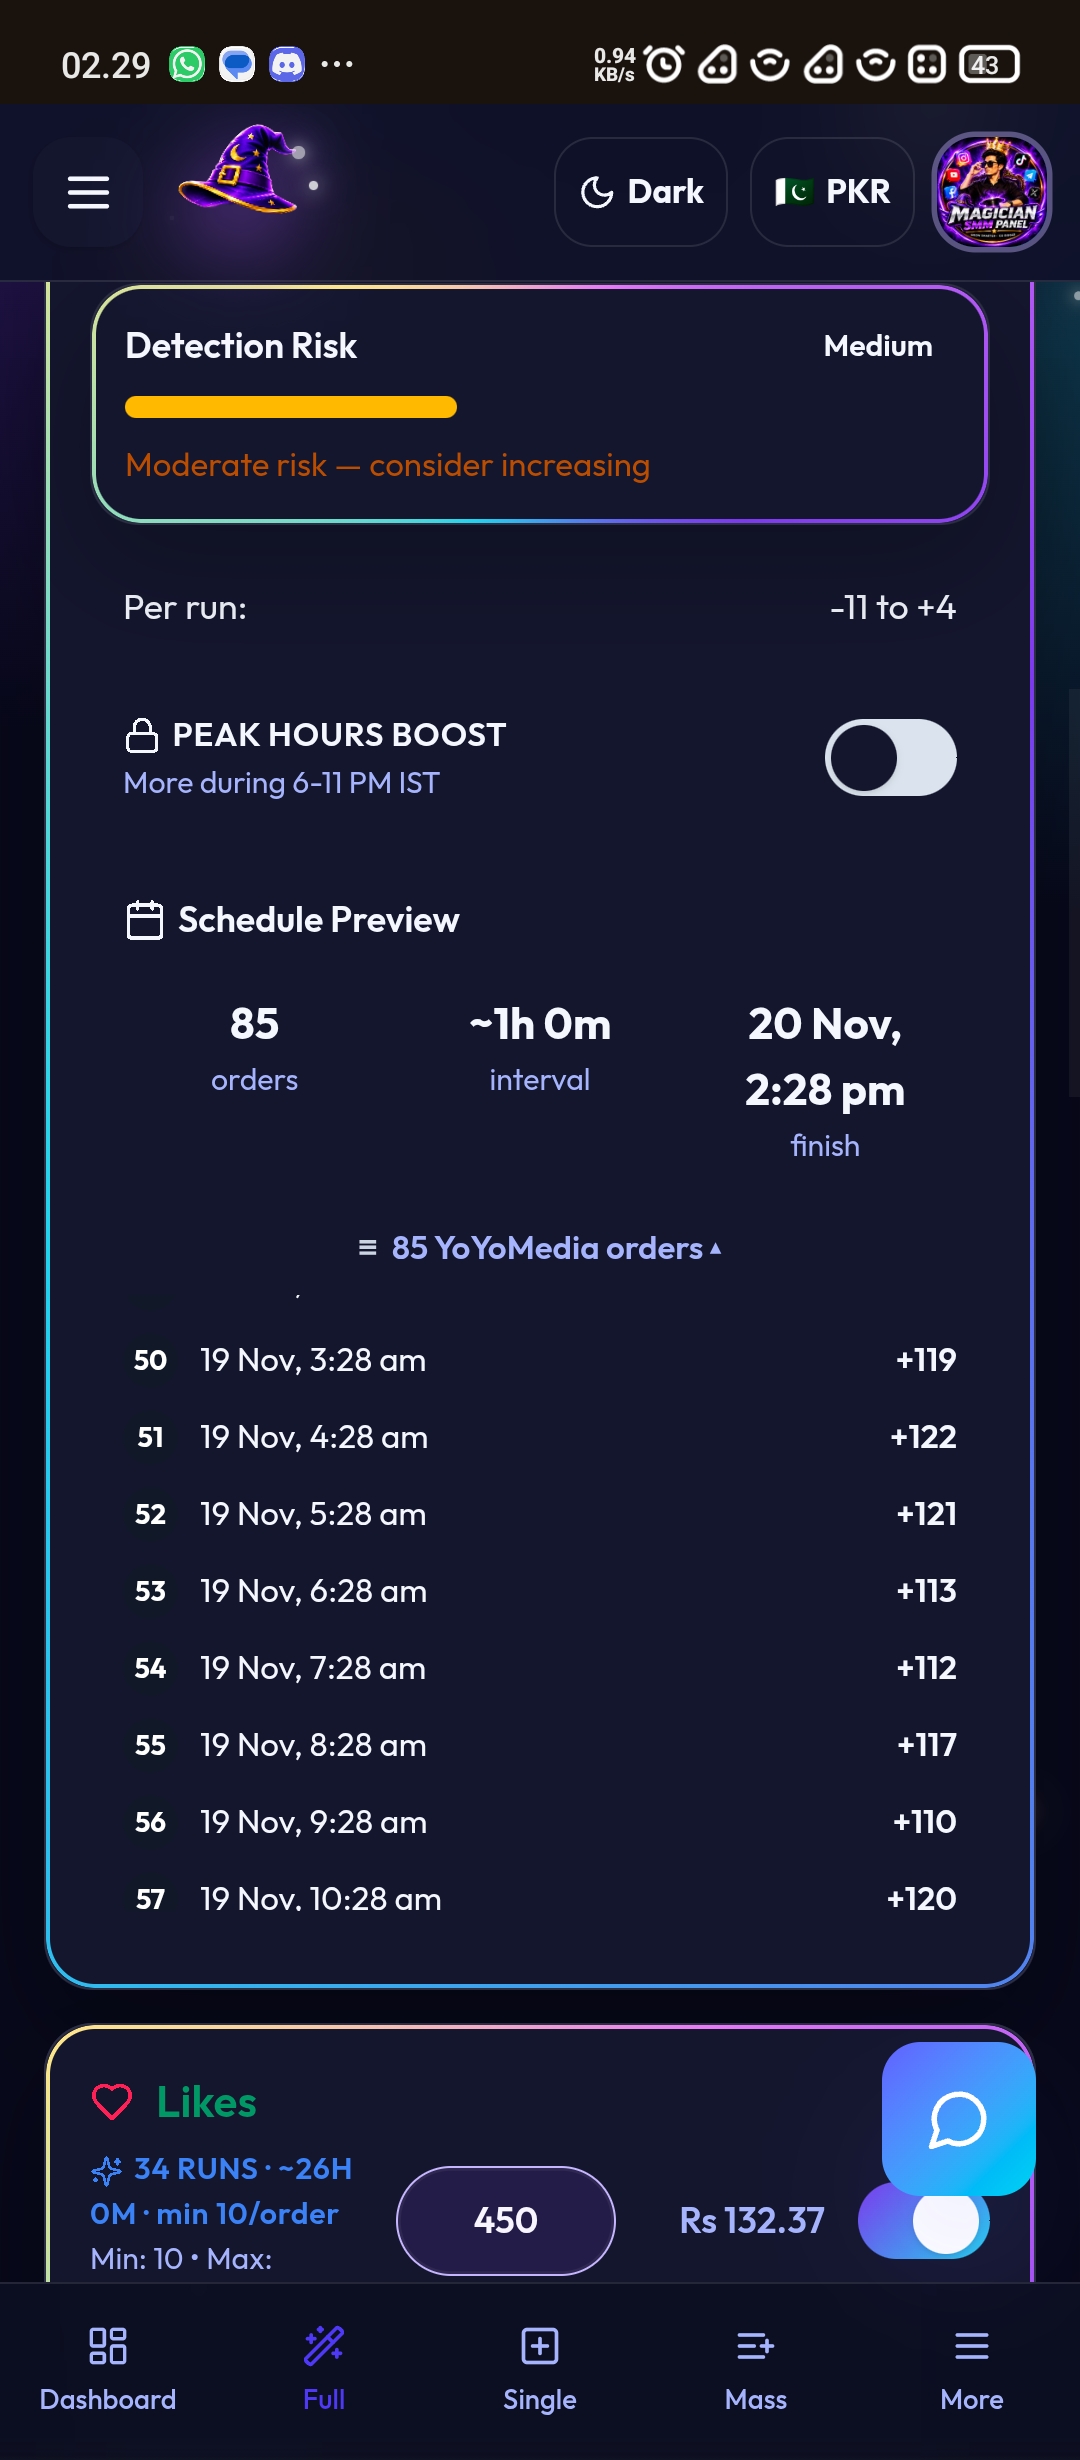 02.29
0.94
KB/s
43
Dark
PKR
MAGICIAN
SMM PANEL
Detection Risk
Medium
Moderate risk — consider increasing
Per run:
-11 to +4
PEAK HOURS BOOST
More during 6-11 PM IST
Schedule Preview
85
orders
~1h 0m
interval
20 Nov,
2:28 pm
finish
85 YoYoMedia orders ▴
50 19 Nov, 3:28 am +119
51 19 Nov, 4:28 am +122
52 19 Nov, 5:28 am +121
53 19 Nov, 6:28 am +113
54 19 Nov, 7:28 am +112
55 19 Nov, 8:28 am +117
56 19 Nov, 9:28 am +110
57 19 Nov, 10:28 am +120
Likes
34 RUNS · ~26H
0M · min 10/order
Min: 10 • Max:
450
Rs 132.37
Dashboard
Full
Single
Mass
More